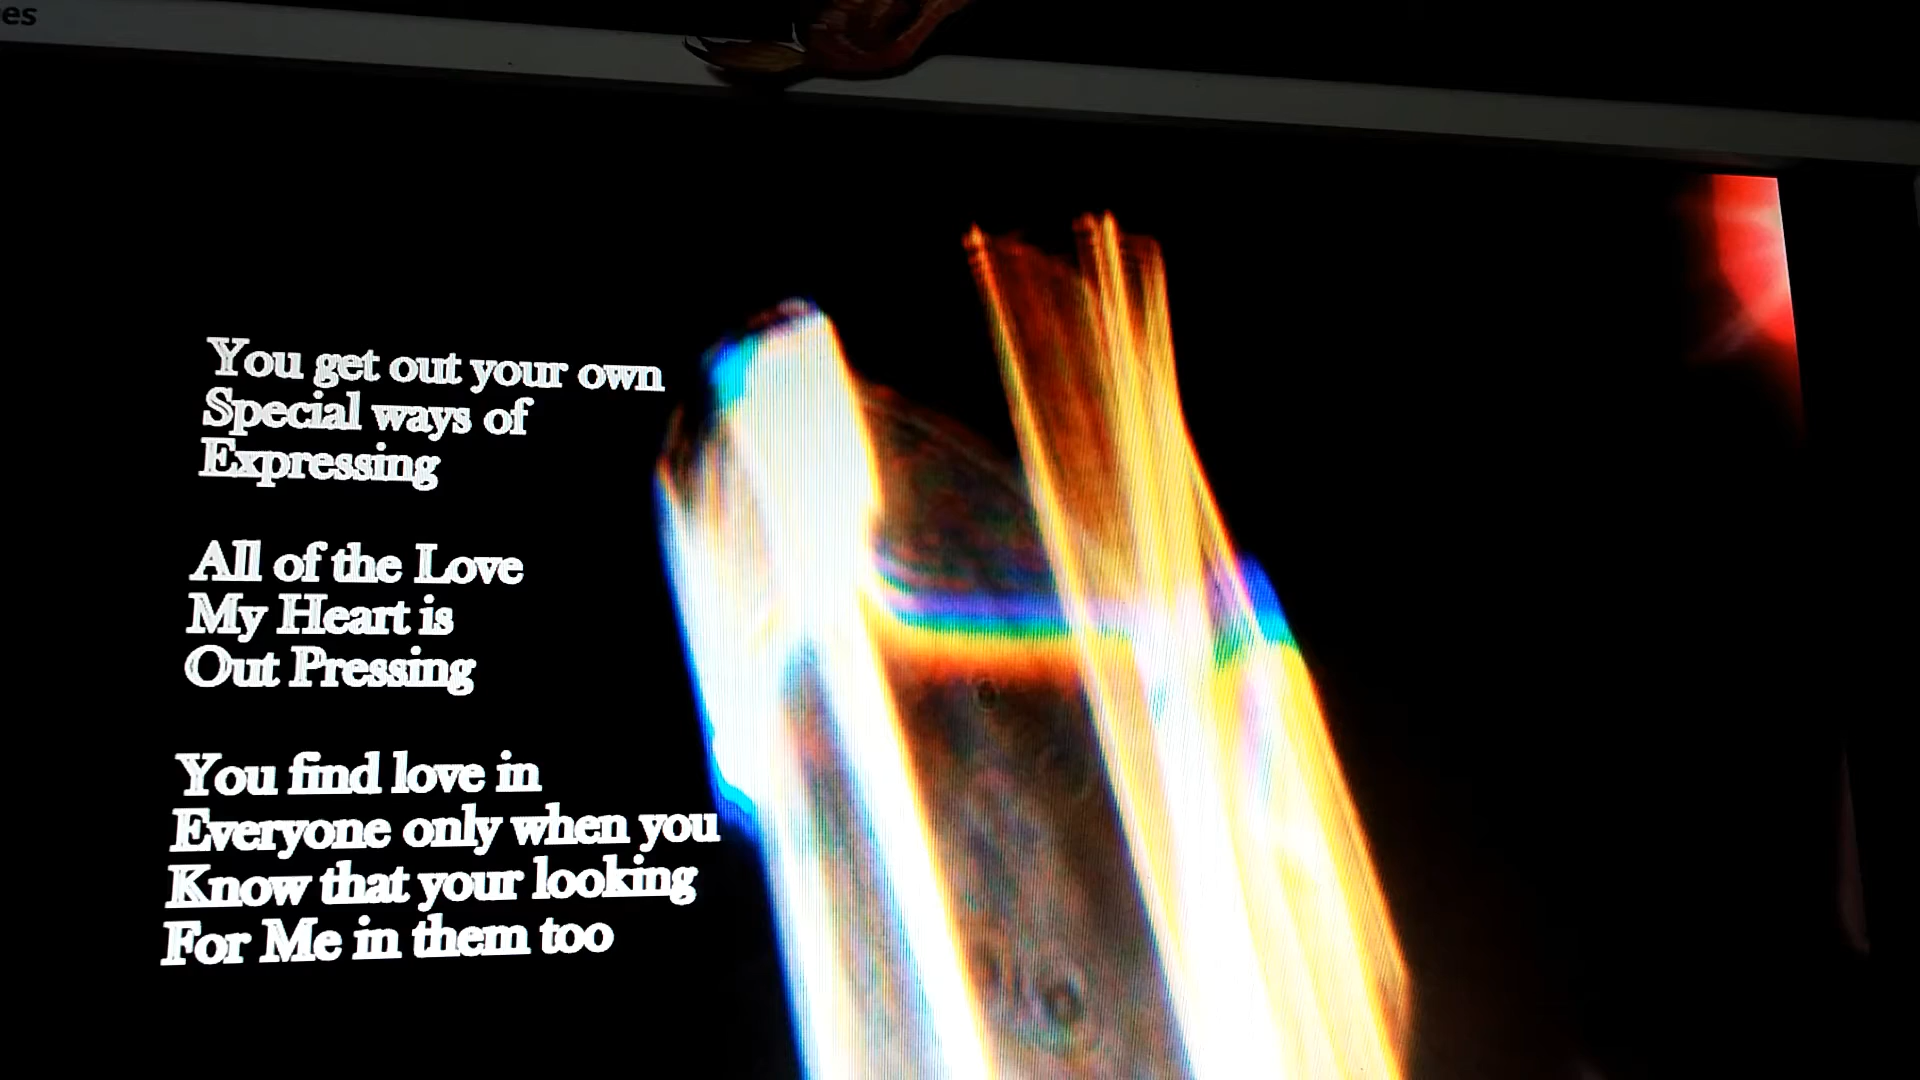 es
You get out your own
Special ways of
Expressing
All of the Love
My Heart is
Out Pressing
You find love in
Everyone only when you
Know that your looking
For Me in them too